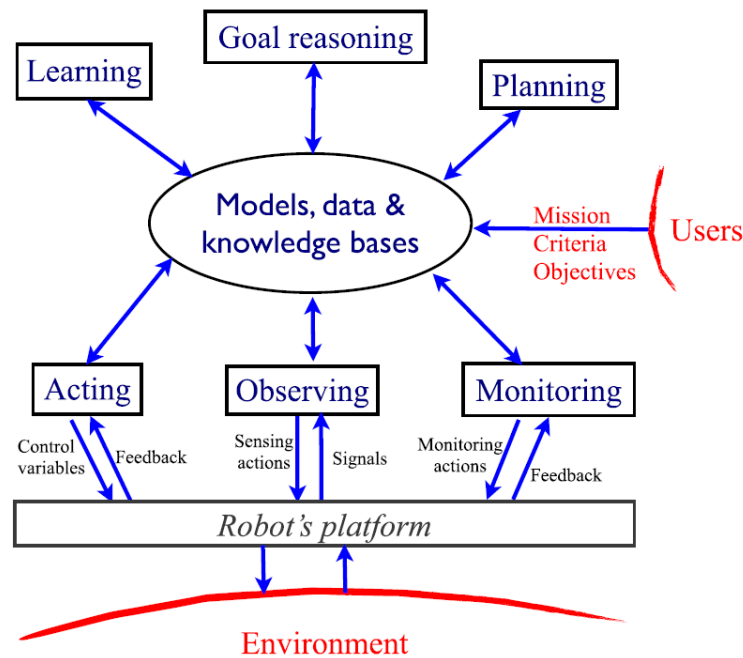 Goal reasoning
Learning
Planning
Models, data &
knowledge bases
Mission
Criteria
Objectives
Users
Acting
Observing
Monitoring
Control
variables
Feedback
Sensing
actions
Signals
Monitoring
actions
Feedback
Robot's platform
Environment